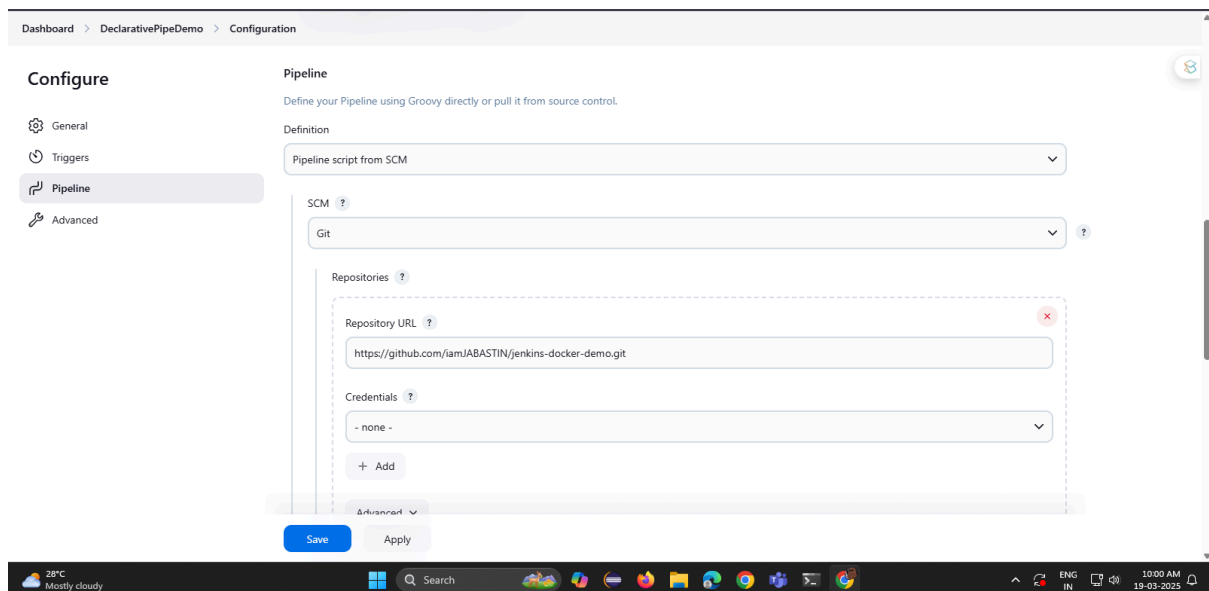 Dashboard > DeclarativePipeDemo > Configuration
Configure
General
Triggers
Pipeline
Advanced
Pipeline
Define your Pipeline using Groovy directly or pull it from source control.
Definition
Pipeline script from SCM
SCM ?
Git
?
Repositories ?
Repository URL ?
https://github.com/iamJABASTIN/jenkins-docker-demo.git
Credentials ?
- none -
+ Add
Advanced
Save
Apply
28°C
Mostly cloudy
Search
ENG
IN
10:00 AM
19-03-2025